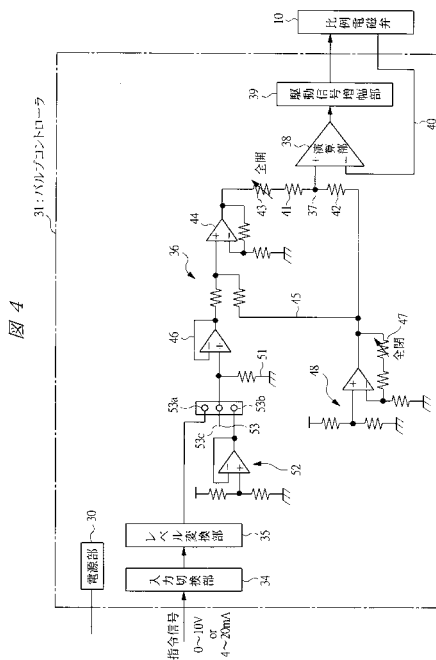 図 4
31：バルブコントローラ
30
電源部
指令信号
0〜10V
or
4〜20mA
入力切換部
34
レベル変換部
35
53a
53c
53
53b
52
51
46
36
45
44
全開
43
41
37
42
48
全開
47
演算部
38
駆動信号増幅部
39
比例電磁弁
10
40